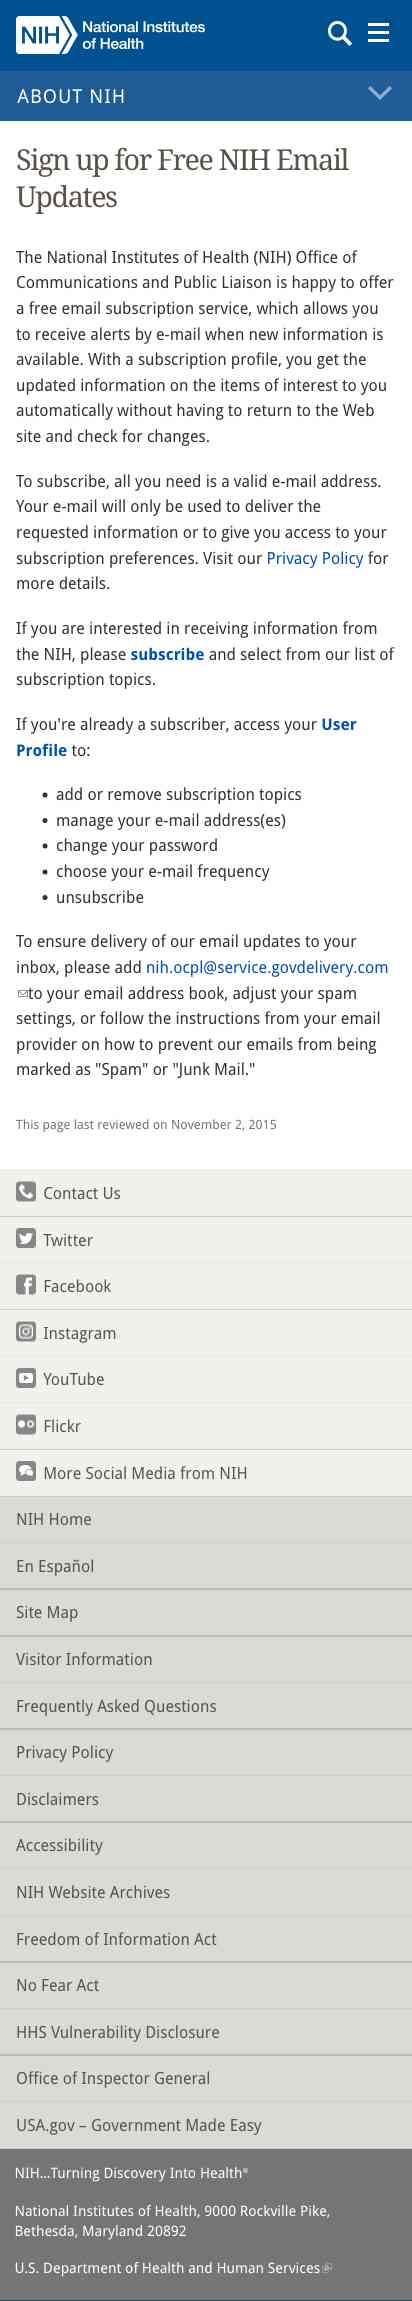 NIH National Institutes
of Health
ABOUT NIH
Sign up for Free NIH Email
Updates
The National Institutes of Health (NIH) Office of
Communications and Public Liaison is happy to offer
a free email subscription service, which allows you
to receive alerts by e-mail when new information is
available. With a subscription profile, you get the
updated information on the items of interest to you
automatically without having to return to the Web
site and check for changes.
To subscribe, all you need is a valid e-mail address.
Your e-mail will only be used to deliver the
requested information or to give you access to your
subscription preferences. Visit our Privacy Policy for
more details.
If you are interested in receiving information from
the NIH, please subscribe and select from our list of
subscription topics.
If you're already a subscriber, access your User
Profile to:
• add or remove subscription topics
• manage your e-mail address(es)
• change your password
• choose your e-mail frequency
• unsubscribe
To ensure delivery of our email updates to your
inbox, please add nih.ocpl@service.govdelivery.com
to your email address book, adjust your spam
settings, or follow the instructions from your email
provider on how to prevent our emails from being
marked as "Spam" or "Junk Mail."
This page last reviewed on November 2, 2015
Contact Us
Twitter
Facebook
Instagram
YouTube
Flickr
More Social Media from NIH
NIH Home
En Español
Site Map
Visitor Information
Frequently Asked Questions
Privacy Policy
Disclaimers
Accessibility
NIH Website Archives
Freedom of Information Act
No Fear Act
HHS Vulnerability Disclosure
Office of Inspector General
USA.gov – Government Made Easy
NIH...Turning Discovery Into Health®
National Institutes of Health, 9000 Rockville Pike,
Bethesda, Maryland 20892
U.S. Department of Health and Human Services